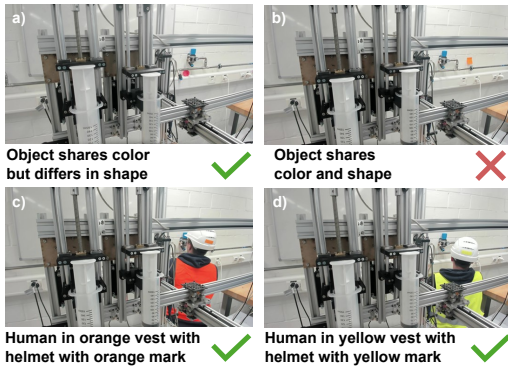 a)
b)
Object shares color
but differs in shape
Object shares
color and shape
c)
d)
Human in orange vest with
helmet with orange mark
Human in yellow vest with
helmet with yellow mark